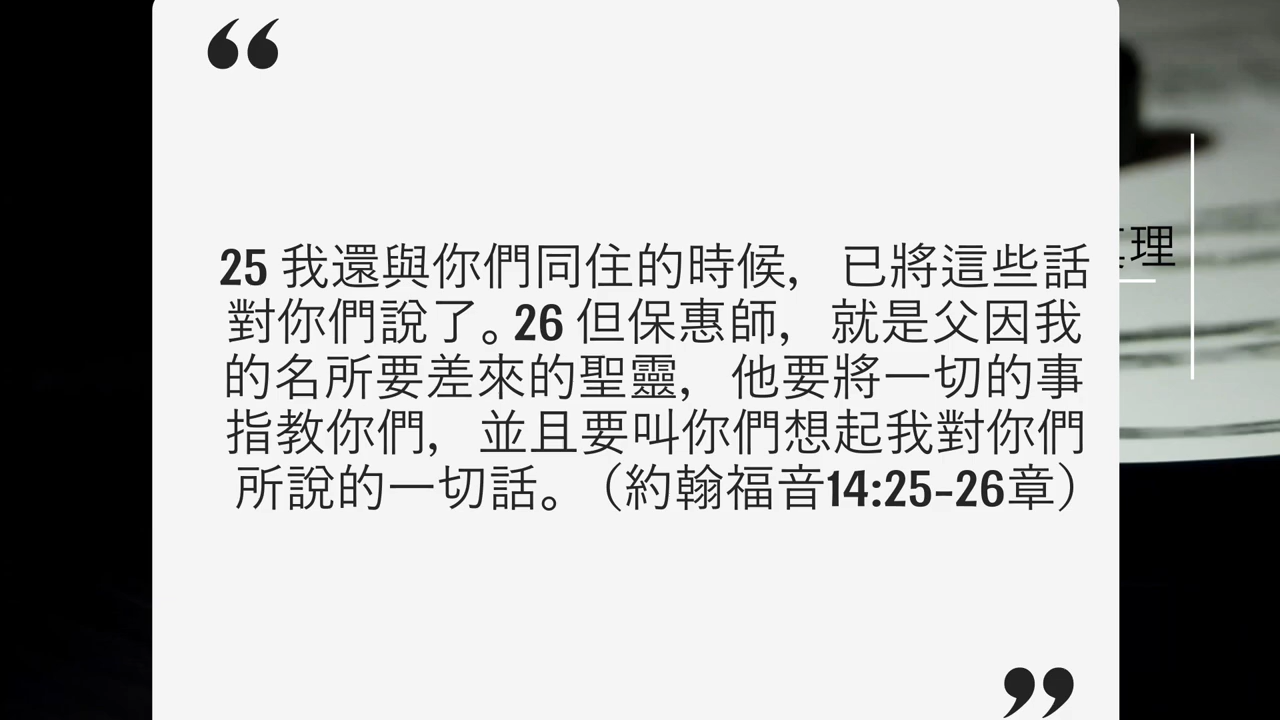 “
25 我還與你們同住的時候，已將這些話
對你們說了。26 但保惠師，就是父因我
的名所要差來的聖靈，他要將一切的事
指教你們，並且要叫你們想起我對你們
所說的一切話。（約翰福音14:25-26章）
理
”